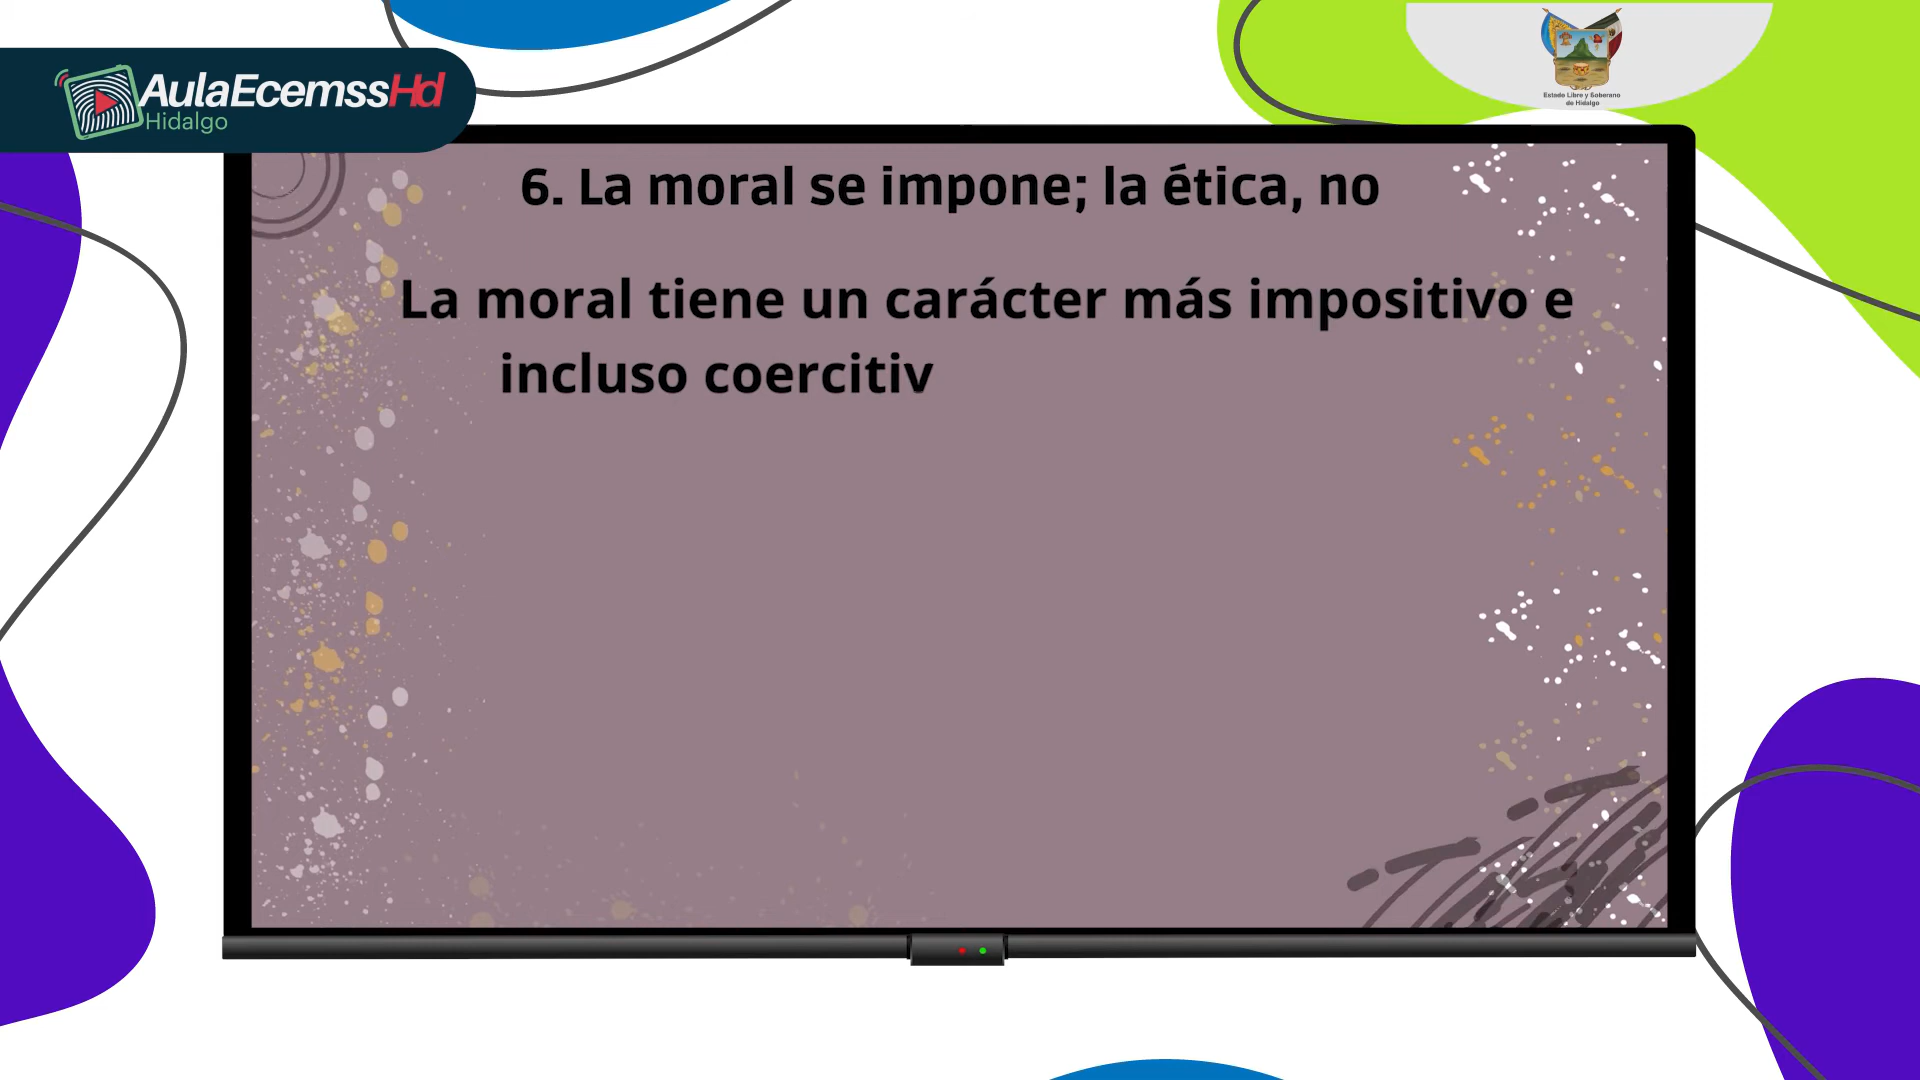 AulaEcemssHd
Hidalgo
Estado Libre y Soberano
de Hidalgo
6. La moral se impone; la ética, no
La moral tiene un carácter más impositivo e
incluso coercitiv